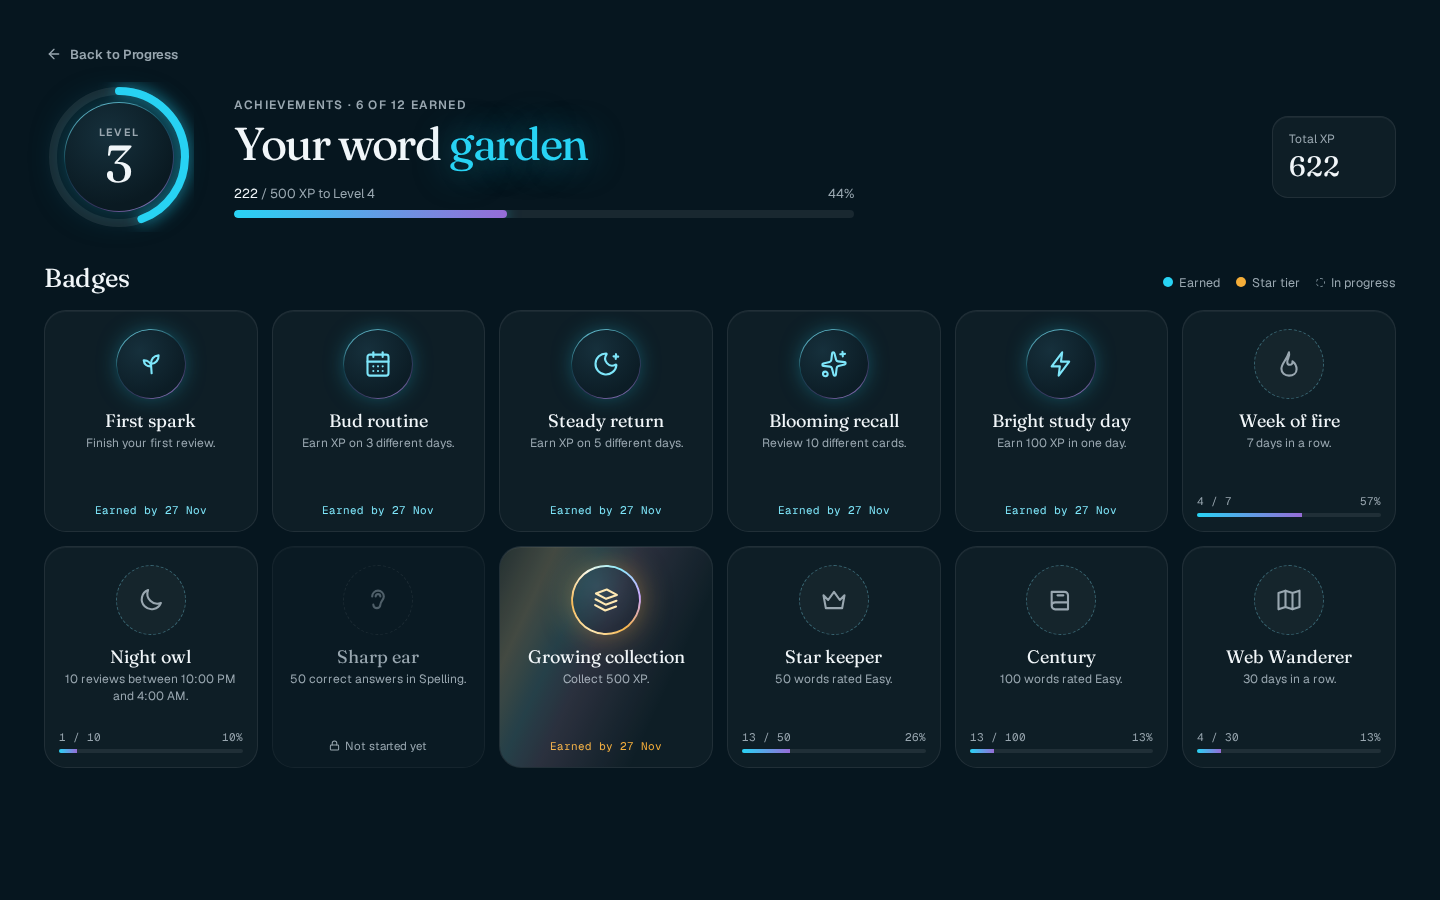 Back to Progress
LEVEL
3
ACHIEVEMENTS · 6 OF 12 EARNED
Your word garden
222 / 500 XP to Level 4
44%
Total XP
622
Badges
Earned
Star tier
In progress
First spark
Finish your first review.
Earned by 27 Nov
Bud routine
Earn XP on 3 different days.
Earned by 27 Nov
Steady return
Earn XP on 5 different days.
Earned by 27 Nov
Blooming recall
Review 10 different cards.
Earned by 27 Nov
Bright study day
Earn 100 XP in one day.
Earned by 27 Nov
Week of fire
7 days in a row.
4 / 7
57%
Night owl
10 reviews between 10:00 PM
and 4:00 AM.
1 / 10
10%
Sharp ear
50 correct answers in Spelling.
Not started yet
Growing collection
Collect 500 XP.
Earned by 27 Nov
Star keeper
50 words rated Easy.
13 / 50
26%
Century
100 words rated Easy.
13 / 100
13%
Web Wanderer
30 days in a row.
4 / 30
13%